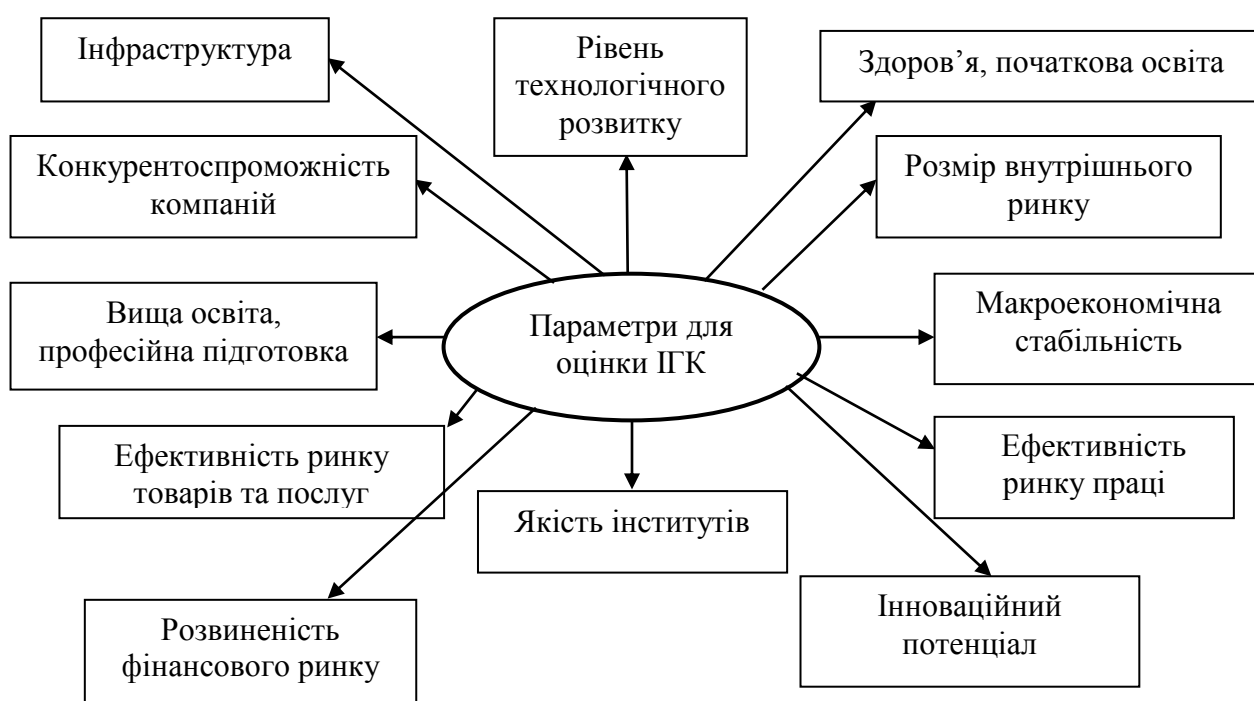 Інфраструктура
Рівень
технологічного
розвитку
Здоров’я, початкова освіта
Конкурентоспроможність
компаній
Розмір внутрішнього
ринку
Вища освіта,
професійна підготовка
Параметри для
оцінки ІГК
Макроекономічна
стабільність
Ефективність ринку
товарів та послуг
Якість інститутів
Ефективність
ринку праці
Розвиненість
фінансового ринку
Інноваційний
потенціал